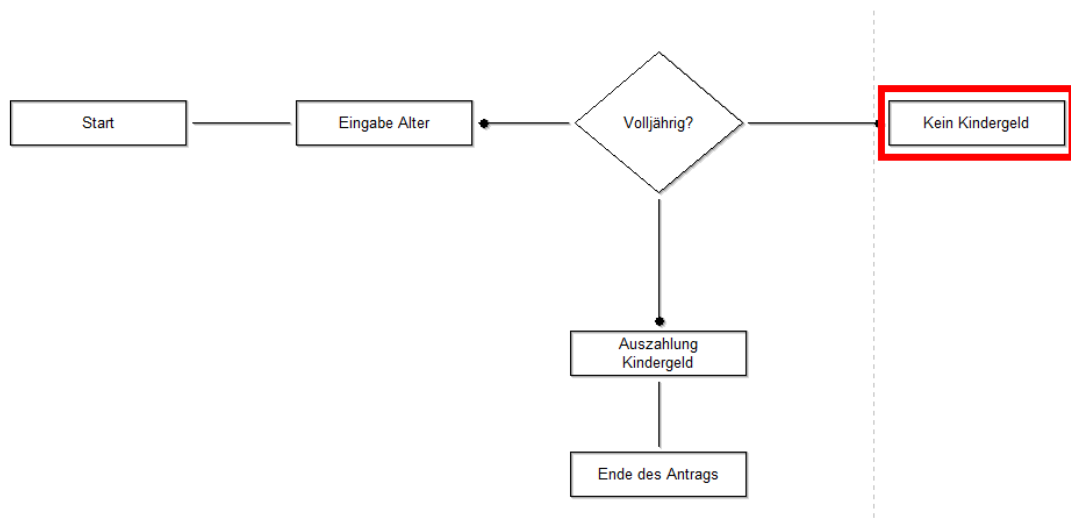 Start
Eingabe Alter
Volljährig?
Kein Kindergeld
Auszahlung
Kindergeld
Ende des Antrags